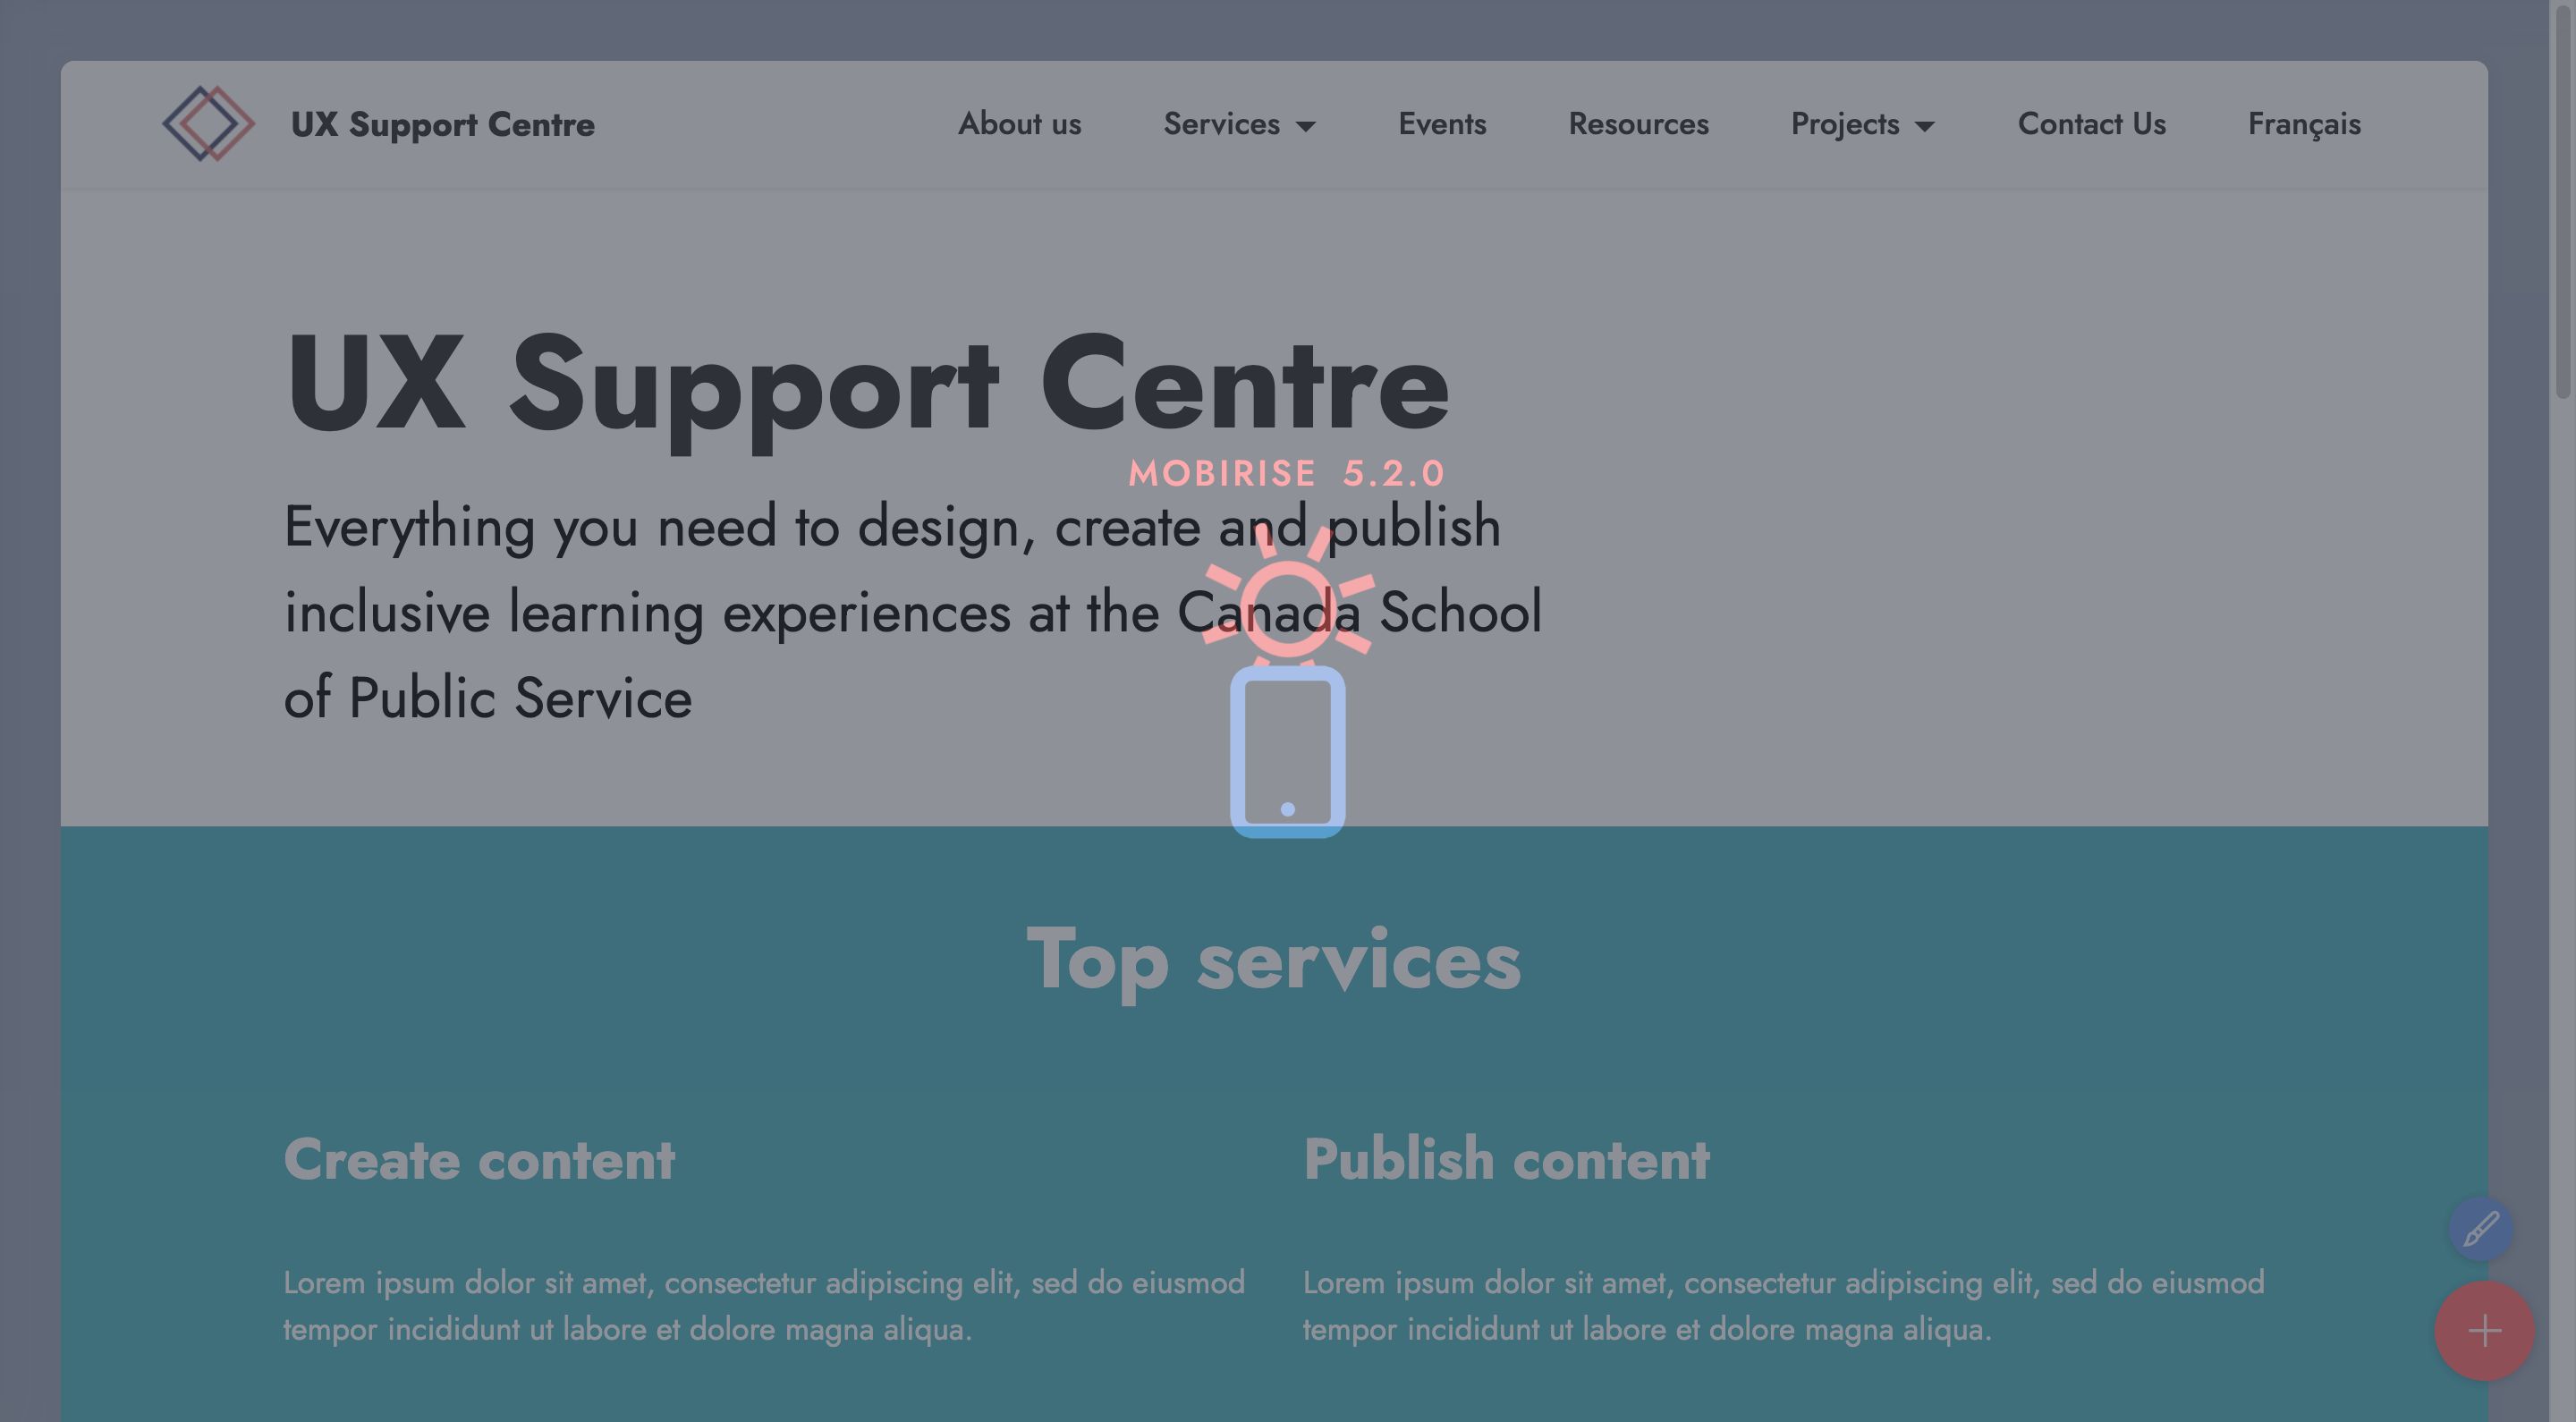 UX Support Centre
About us
Services
Events
Resources
Projects
Contact Us
Français
UX Support Centre
MOBIRISE 5.2.0
Everything you need to design, create and publish
inclusive learning experiences at the Canada School
of Public Service
Top services
Create content
Lorem ipsum dolor sit amet, consectetur adipiscing elit, sed do eiusmod
tempor incididunt ut labore et dolore magna aliqua.
Publish content
Lorem ipsum dolor sit amet, consectetur adipiscing elit, sed do eiusmod
tempor incididunt ut labore et dolore magna aliqua.